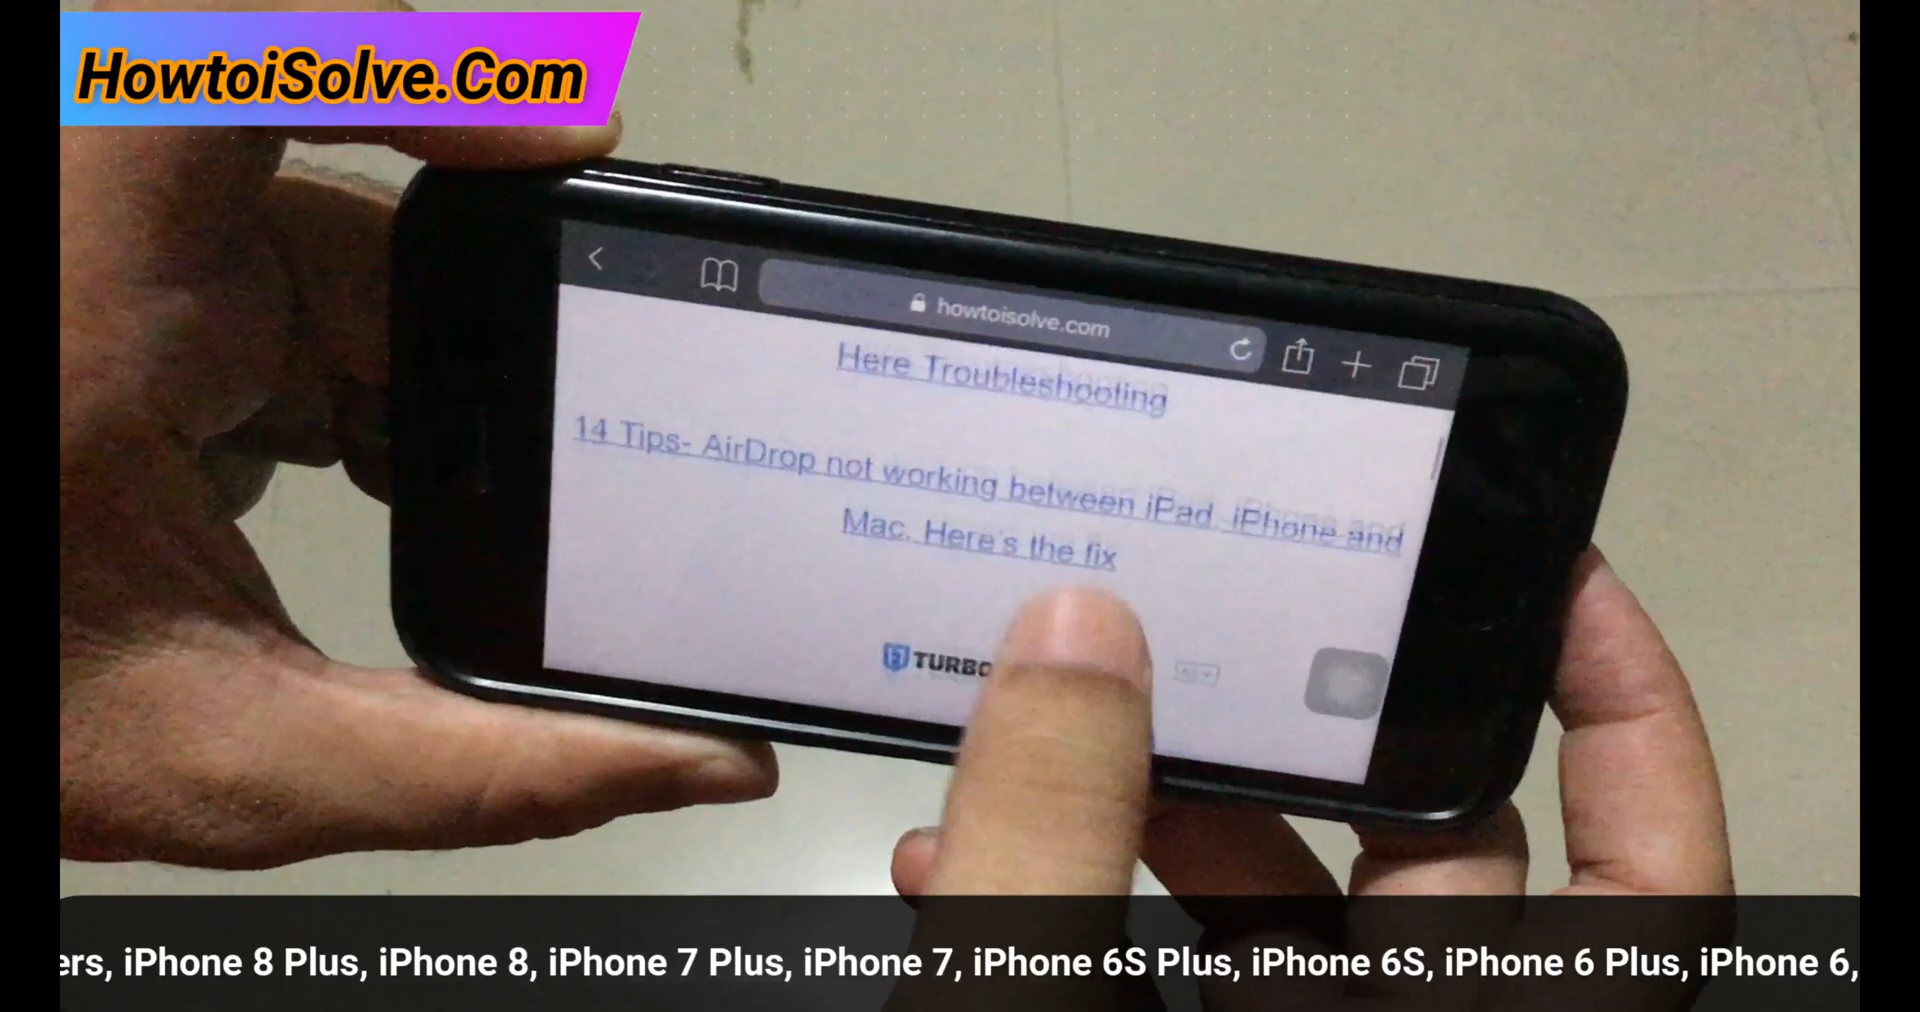 HowtoiSolve.Com
howtoisolve.com
Here Troubleshooting
14 Tips- AirDrop not working between iPad, iPhone and
Mac. Here's the fix
ers, iPhone 8 Plus, iPhone 8, iPhone 7 Plus, iPhone 7, iPhone 6S Plus, iPhone 6S, iPhone 6 Plus, iPhone 6,